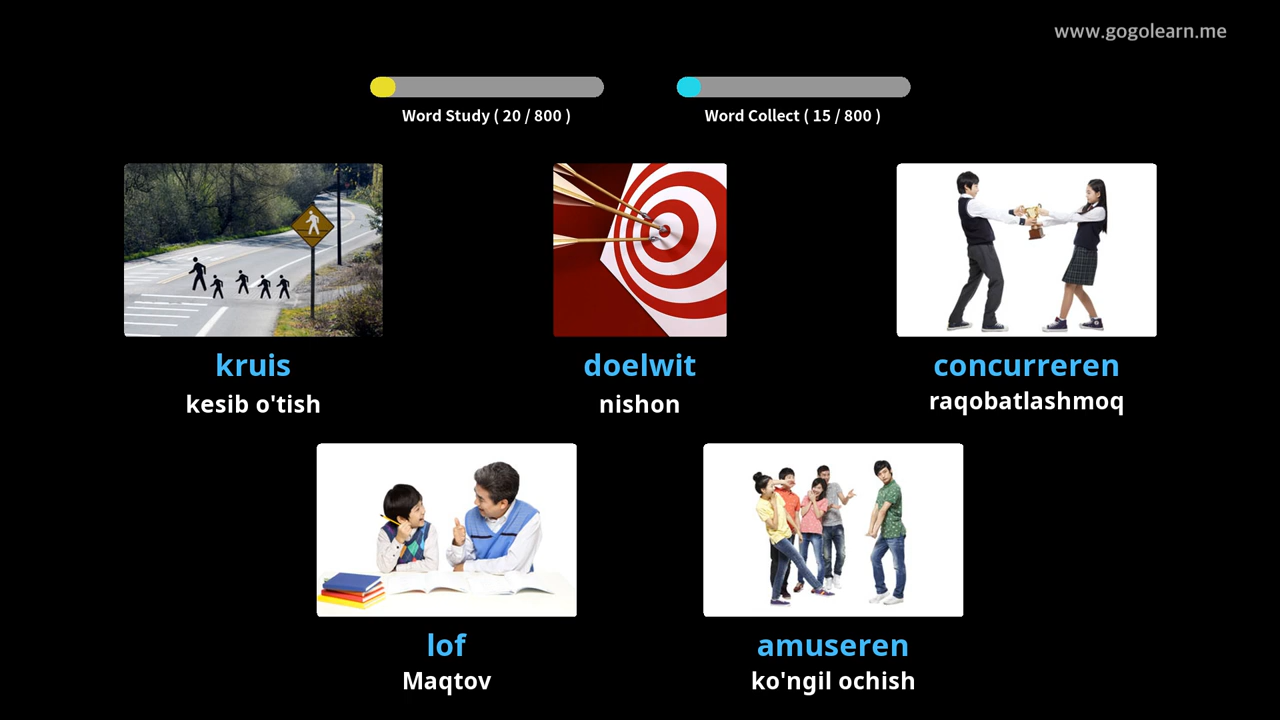 www.gogolearn.me
Word Study ( 20 / 800 )
Word Collect ( 15 / 800 )
kruis
kesib o'tish
doelwit
nishon
concurreren
raqobatlashmoq
lof
Maqtov
amuseren
ko'ngil ochish